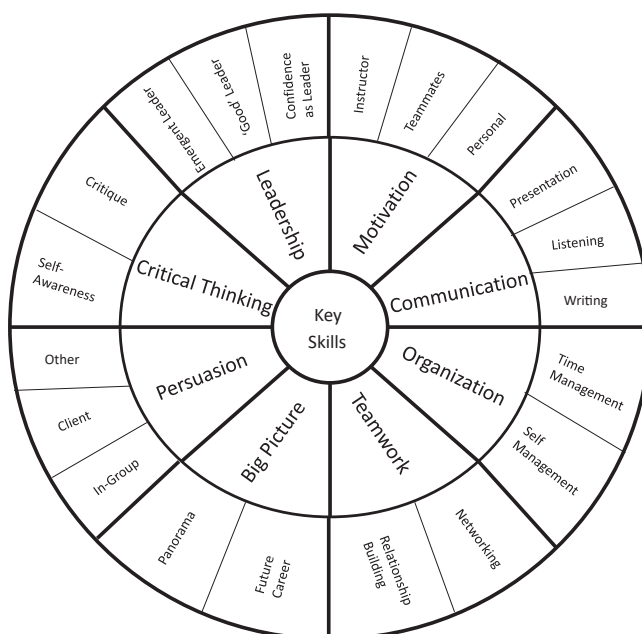 Key
Skills
Leadership
Emergent Leader
'Good' Leader
Confidence
as Leader
Motivation
Instructor
Teammates
Personal
Communication
Presentation
Listening
Writing
Organization
Time
Management
Self
Management
Teamwork
Networking
Relationship
Building
Big Picture
Future
Career
Panorama
Persuasion
In-Group
Client
Other
Critical Thinking
Self-
Awareness
Critique